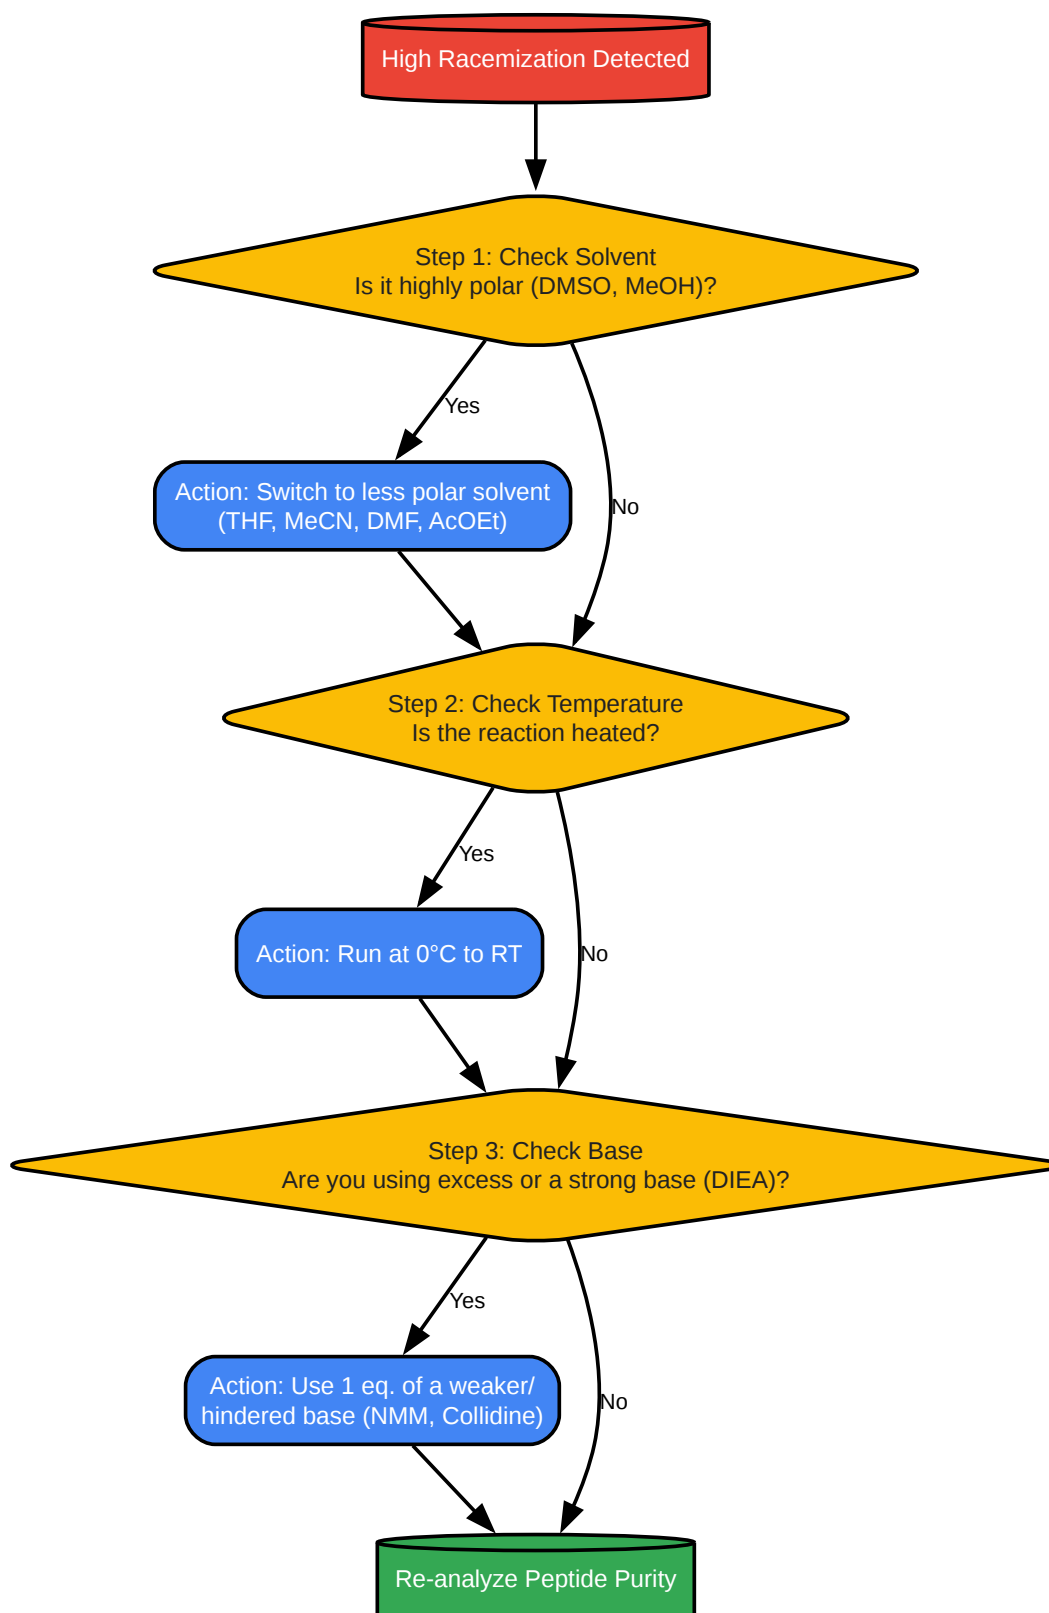 High Racemization Detected
Step 1: Check Solvent
Is it highly polar (DMSO, MeOH)?
Yes
Action: Switch to less polar solvent
(THF, MeCN, DMF, AcOEt)
No
Step 2: Check Temperature
Is the reaction heated?
Yes
Action: Run at 0°C to RT
No
Step 3: Check Base
Are you using excess or a strong base (DIEA)?
Yes
Action: Use 1 eq. of a weaker/
hindered base (NMM, Collidine)
No
Re-analyze Peptide Purity